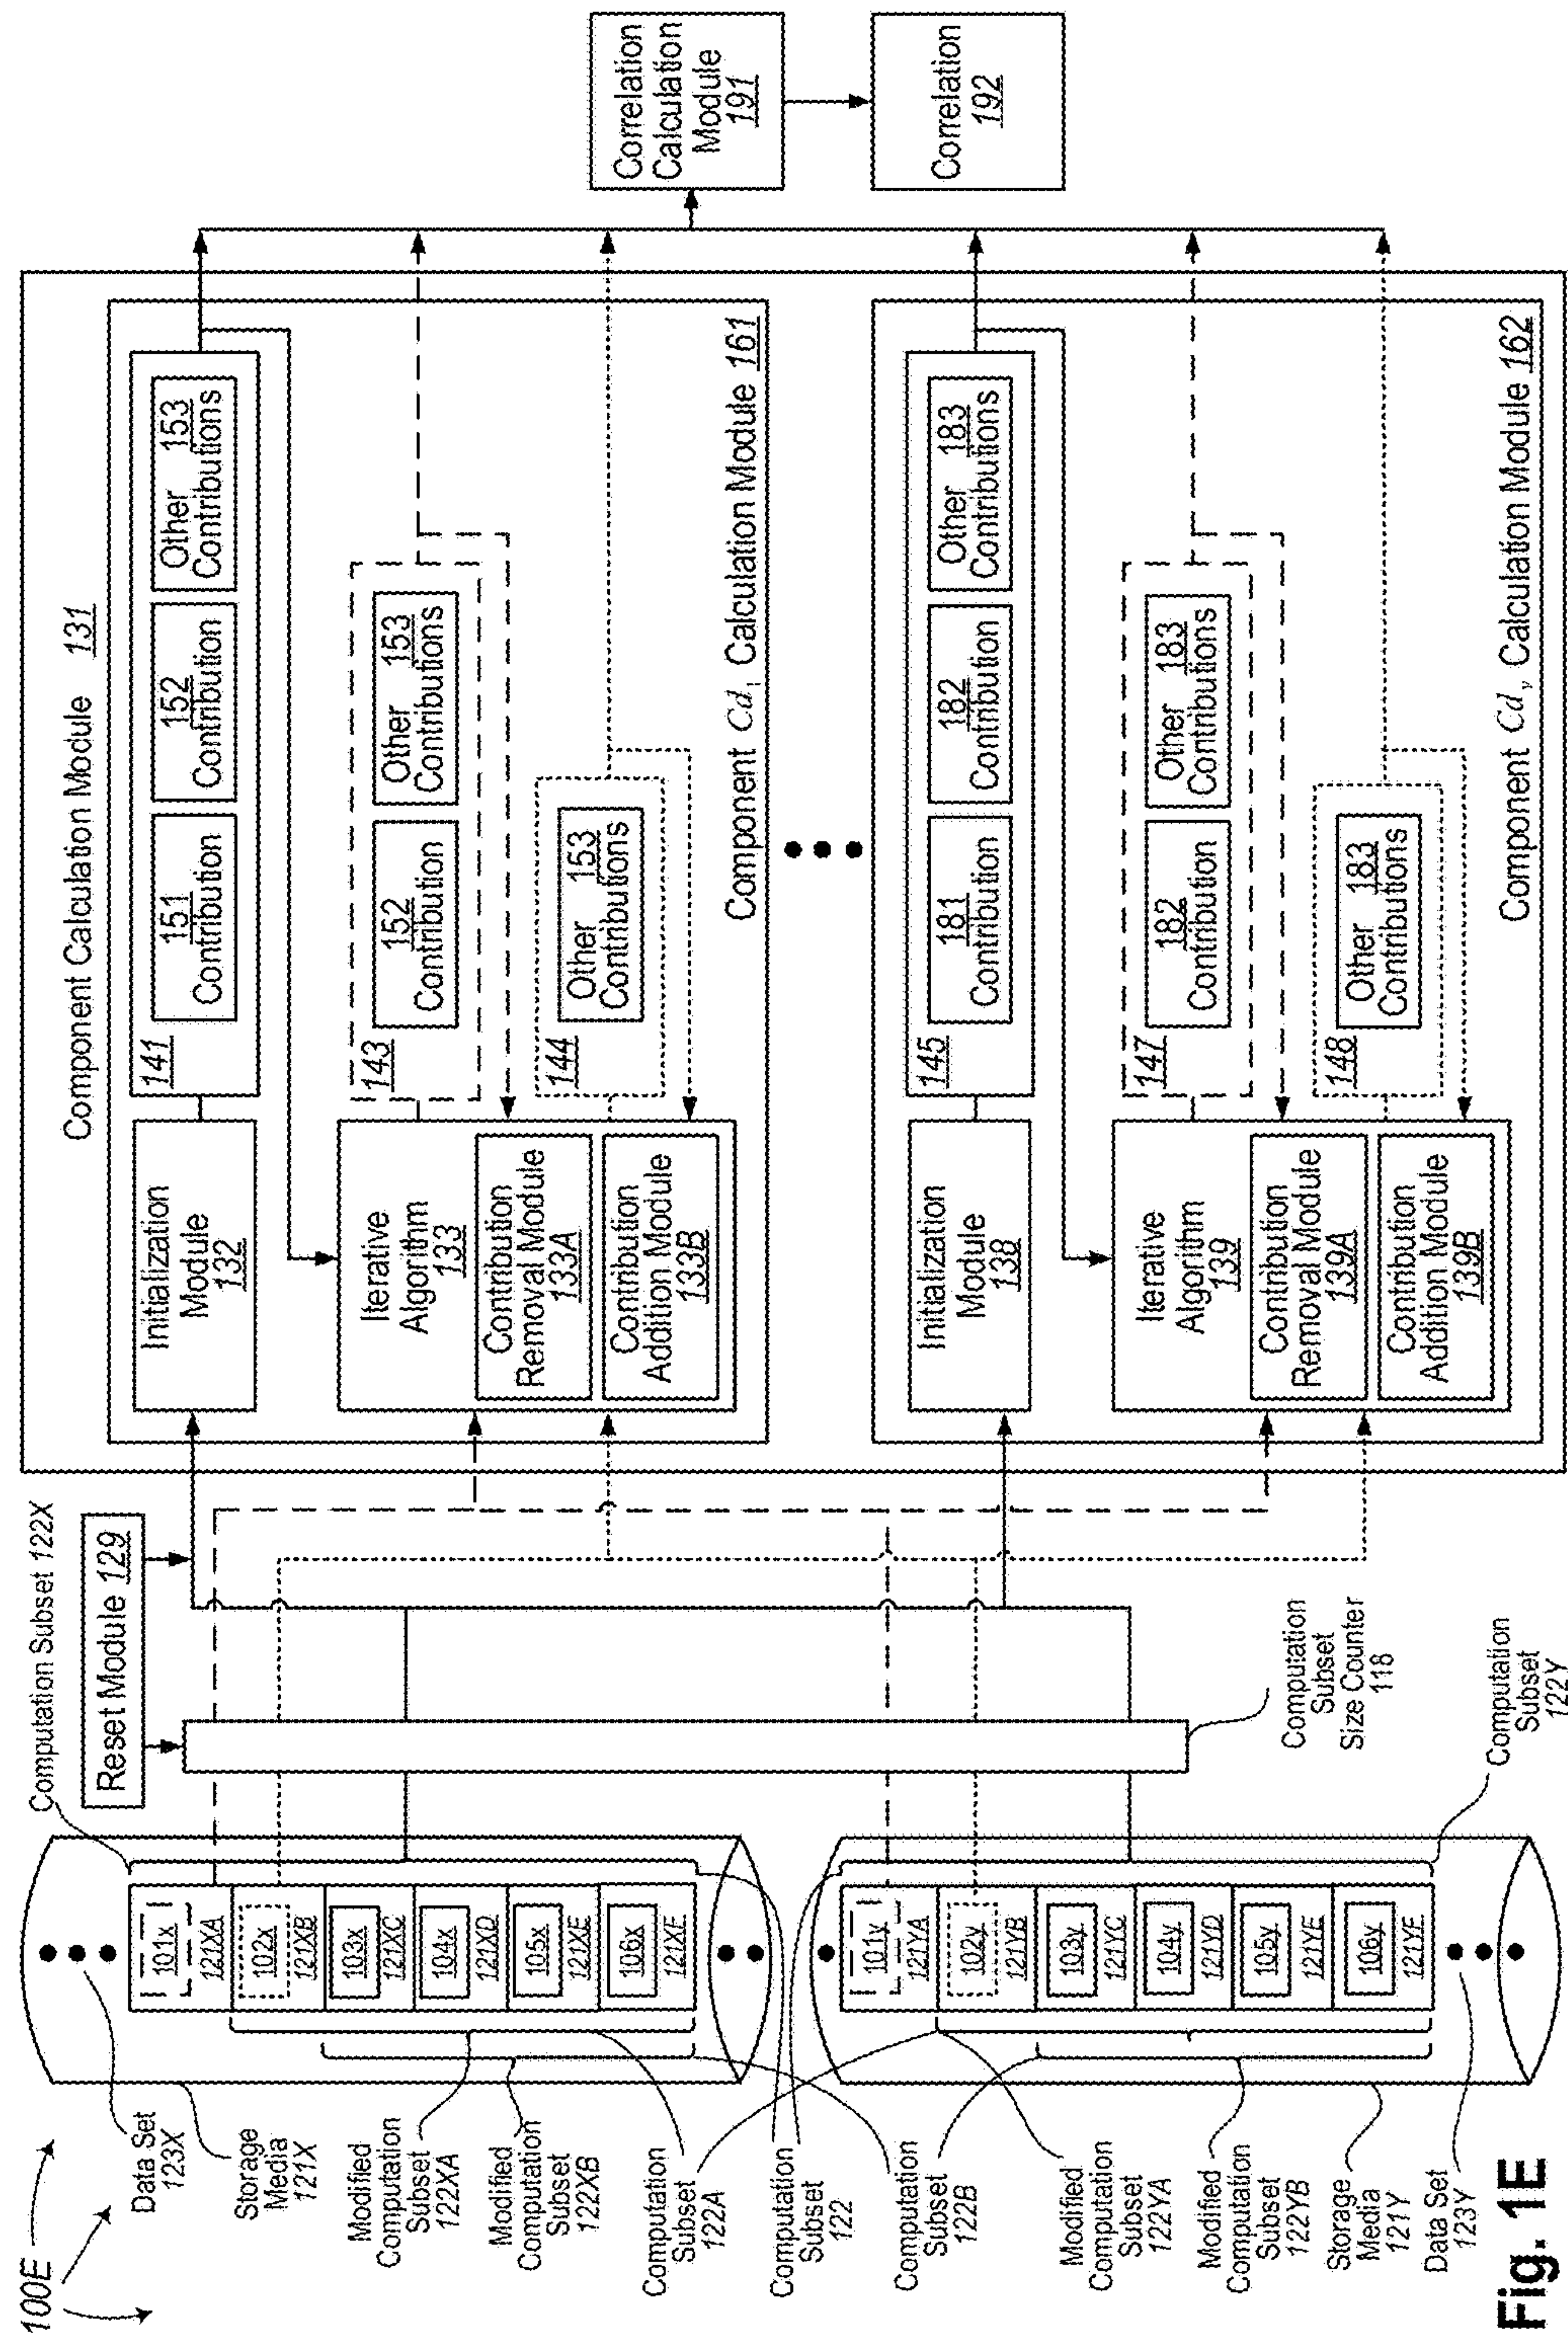 100E
Data Set
123X
Storage
Media
121X
Modified
Computation
Subset
122XA
Modified
Computation
Subset
122XB
Computation
Subset
122A
Computation
Subset
122
Computation
Subset
122B
Modified
Computation
Subset
122YA
Modified
Computation
Subset
122YB
Storage
Media
121Y
Data Set
123Y
101x
121XA
102x
121XB
103x
121XC
104x
121XD
105x
121XE
106x
121XF
101y
121YA
102y
121YB
103y
121YC
104y
121YD
105y
121YE
106y
121YF
Computation Subset 122X
Reset Module 129
Computation
Subset
Size Counter
118
Computation
Subset
122Y
Component Calculation Module 131
Initialization
Module
132
141
151
Contribution
152
Contribution
Other 153
Contributions
Iterative
Algorithm
133
Contribution
Removal Module
133A
Contribution
Addition Module
133B
143
152
Contribution
Other 153
Contributions
144
Other 153
Contributions
Component Cd₁ Calculation Module 161
Initialization
Module
138
145
181
Contribution
182
Contribution
Other 183
Contributions
Iterative
Algorithm
139
Contribution
Removal Module
139A
Contribution
Addition Module
139B
147
182
Contribution
Other 183
Contributions
148
Other 183
Contributions
Component Cdᵥ Calculation Module 162
Correlation
Calculation
Module
191
Correlation
192
Fig. 1E